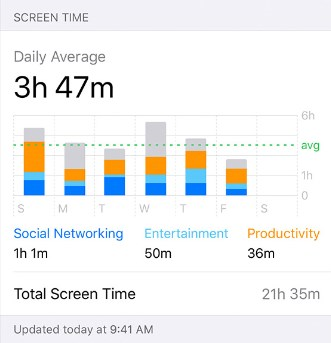 SCREEN TIME
Daily Average
3h 47m
6h
avg
1h
0
S M T W T F S
Social Networking Entertainment Productivity
1h 1m 50m 36m
Total Screen Time 21h 35m
Updated today at 9:41 AM